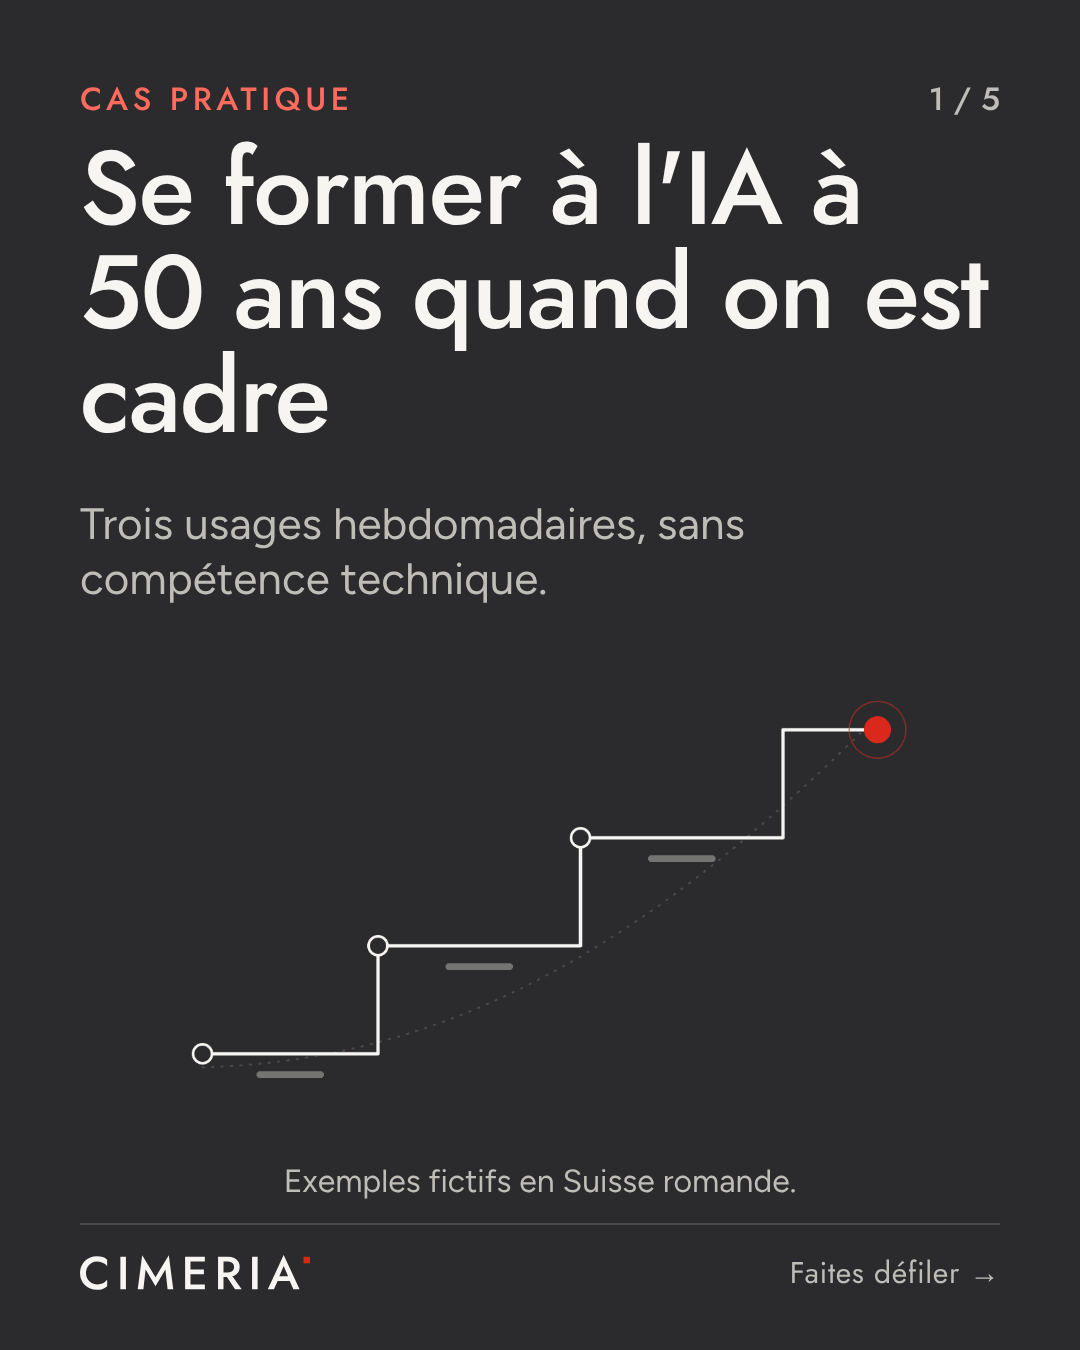 CAS PRATIQUE
1 / 5
Se former à l'IA à
50 ans quand on est
cadre
Trois usages hebdomadaires, sans
compétence technique.
Exemples fictifs en Suisse romande.
CIMERIA
Faites défiler →